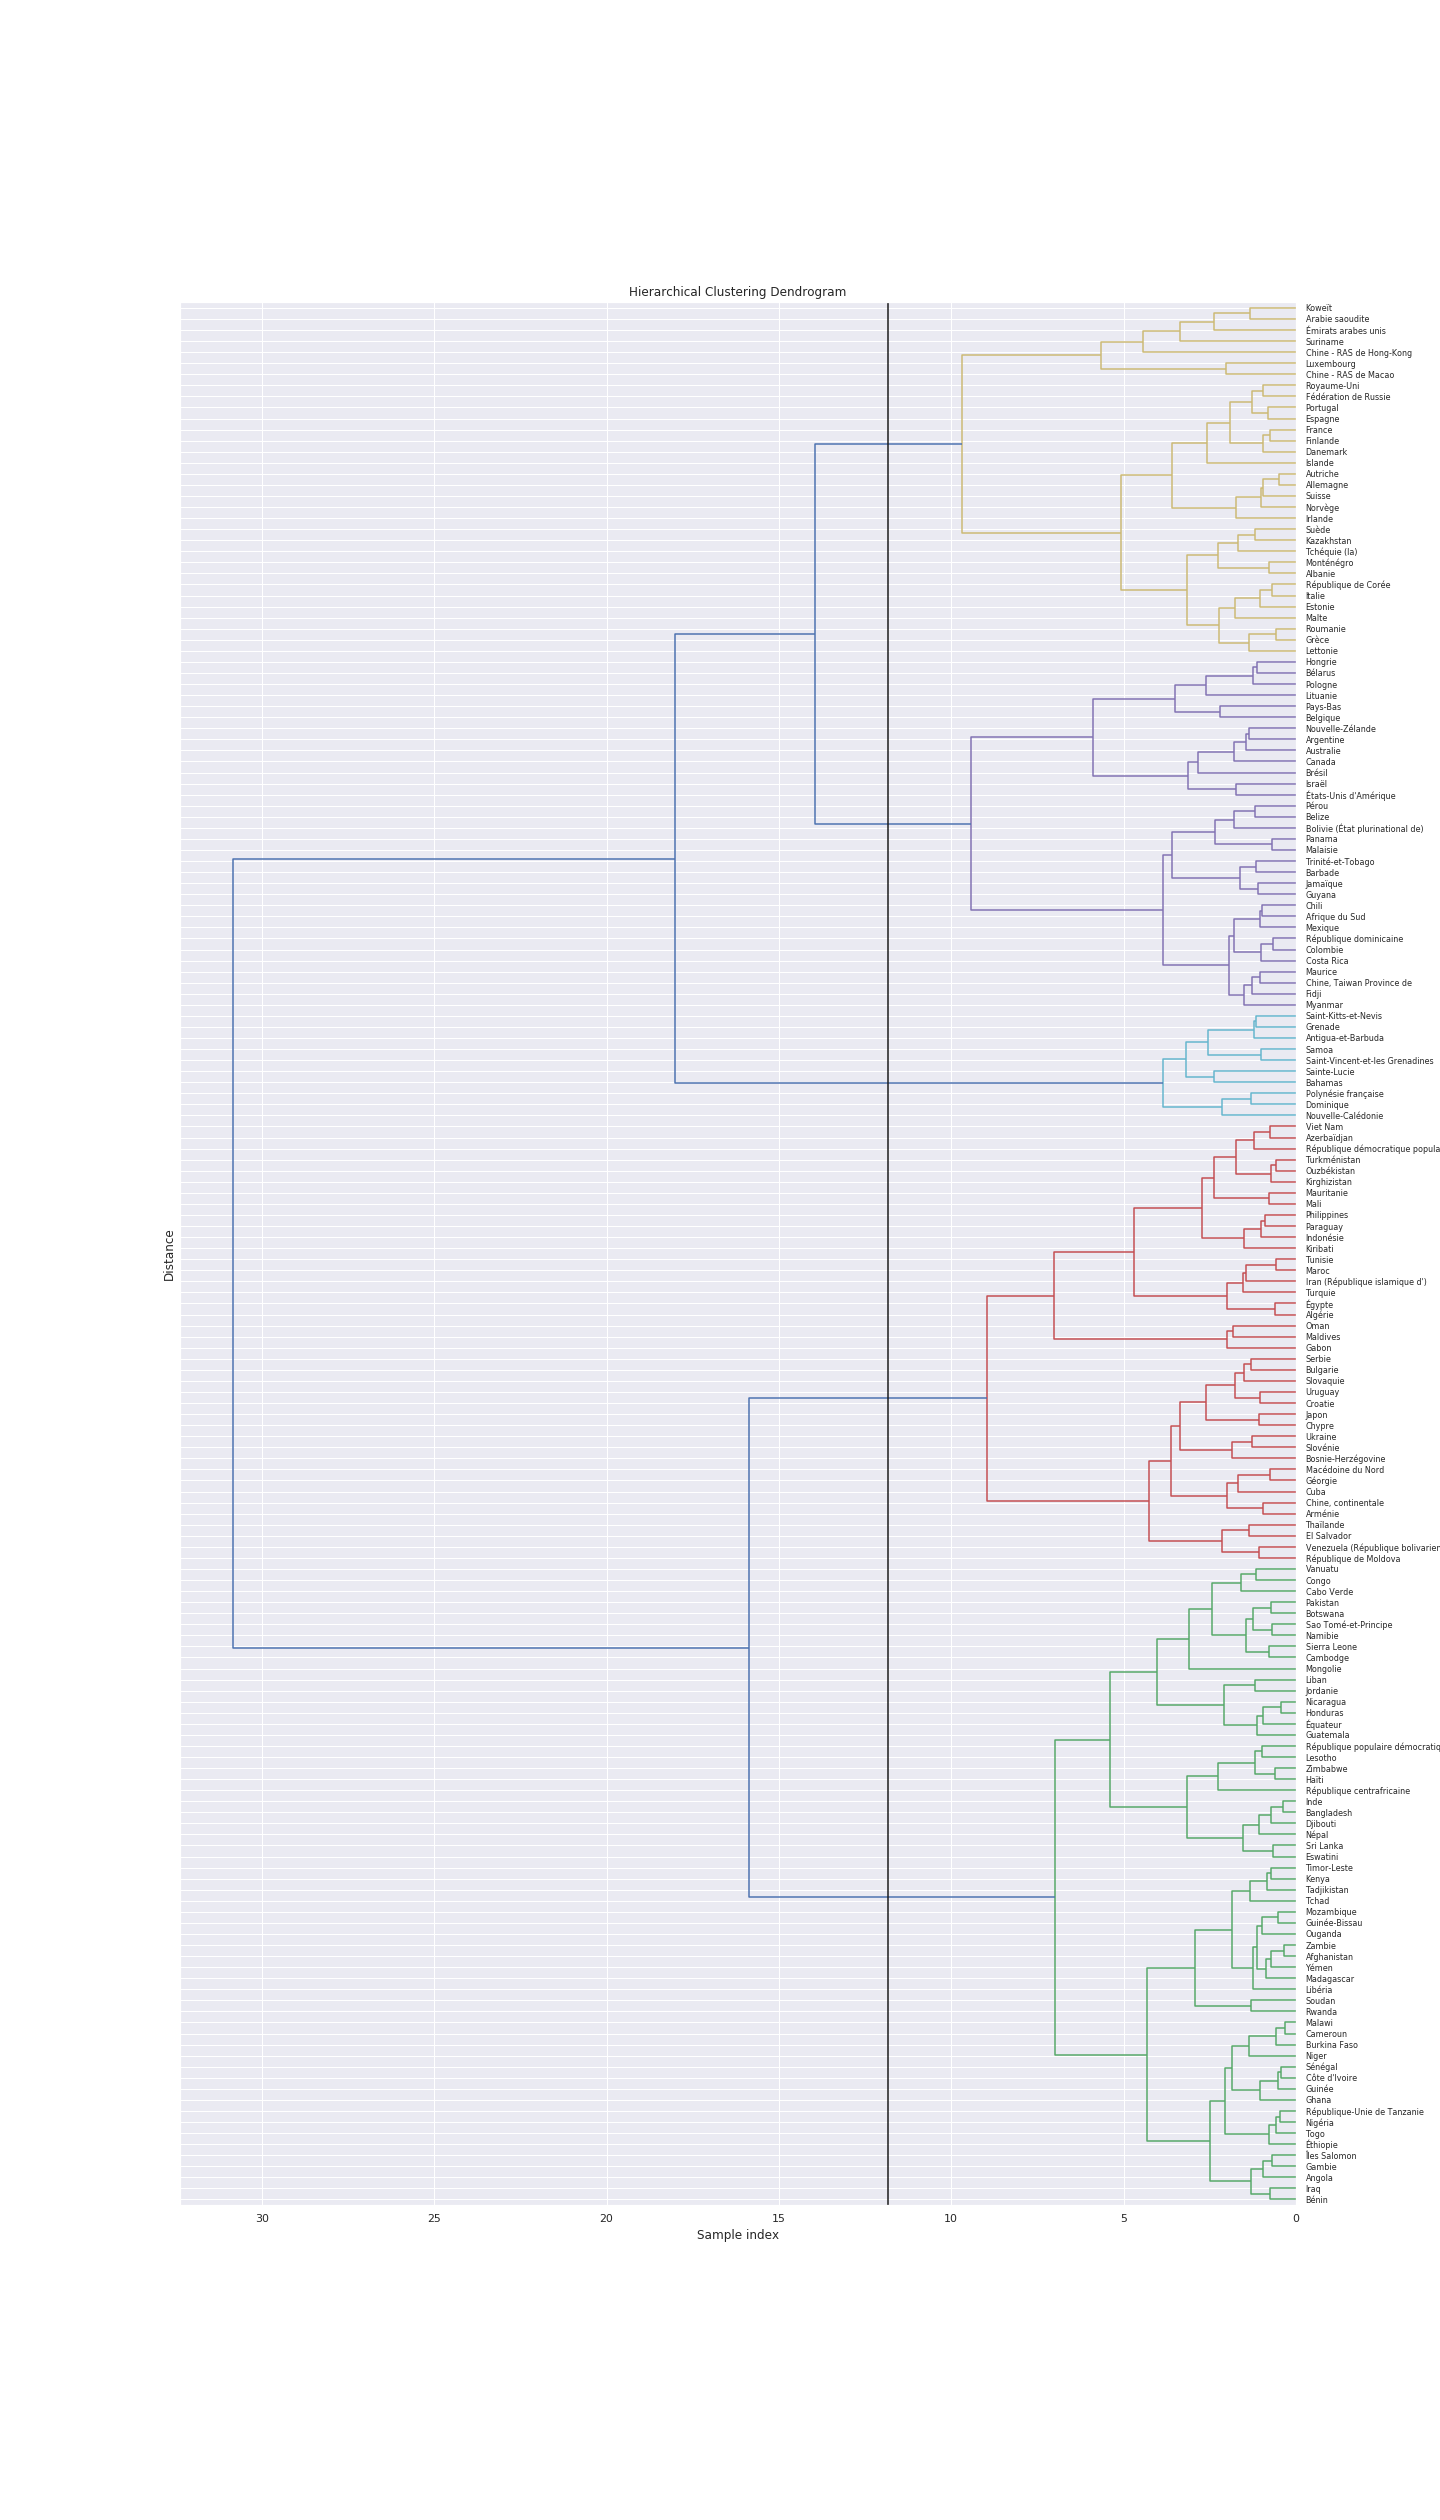 Hierarchical Clustering Dendrogram
Koweït
Arabie saoudite
Émirats arabes unis
Suriname
Chine - RAS de Hong-Kong
Luxembourg
Chine - RAS de Macao
Royaume-Uni
Fédération de Russie
Portugal
Espagne
France
Finlande
Danemark
Islande
Autriche
Allemagne
Suisse
Norvège
Irlande
Suède
Kazakhstan
Tchéquie (la)
Monténégro
Albanie
République de Corée
Italie
Estonie
Malte
Roumanie
Grèce
Lettonie
Hongrie
Bélarus
Pologne
Lituanie
Pays-Bas
Belgique
Nouvelle-Zélande
Argentine
Australie
Canada
Brésil
Israël
États-Unis d'Amérique
Pérou
Belize
Bolivie (État plurinational de)
Panama
Malaisie
Trinité-et-Tobago
Barbade
Jamaïque
Guyana
Chili
Afrique du Sud
Mexique
République dominicaine
Colombie
Costa Rica
Maurice
Chine, Taiwan Province de
Fidji
Myanmar
Saint-Kitts-et-Nevis
Grenade
Antigua-et-Barbuda
Samoa
Saint-Vincent-et-les Grenadines
Sainte-Lucie
Bahamas
Polynésie française
Dominique
Nouvelle-Calédonie
Viet Nam
Azerbaïdjan
République démocratique popula
Turkménistan
Ouzbékistan
Kirghizistan
Mauritanie
Mali
Philippines
Paraguay
Indonésie
Kiribati
Tunisie
Maroc
Iran (République islamique d')
Turquie
Égypte
Algérie
Oman
Maldives
Gabon
Serbie
Bulgarie
Slovaquie
Uruguay
Croatie
Japon
Chypre
Ukraine
Slovénie
Bosnie-Herzégovine
Macédoine du Nord
Géorgie
Cuba
Chine, continentale
Arménie
Thaïlande
El Salvador
Venezuela (République bolivarien
République de Moldova
Vanuatu
Congo
Cabo Verde
Pakistan
Botswana
Sao Tomé-et-Principe
Namibie
Sierra Leone
Cambodge
Mongolie
Liban
Jordanie
Nicaragua
Honduras
Équateur
Guatemala
République populaire démocratiq
Lesotho
Zimbabwe
Haïti
République centrafricaine
Inde
Bangladesh
Djibouti
Népal
Sri Lanka
Eswatini
Timor-Leste
Kenya
Tadjikistan
Tchad
Mozambique
Guinée-Bissau
Ouganda
Zambie
Afghanistan
Yémen
Madagascar
Libéria
Soudan
Rwanda
Malawi
Cameroun
Burkina Faso
Niger
Sénégal
Côte d'Ivoire
Guinée
Ghana
République-Unie de Tanzanie
Nigéria
Togo
Éthiopie
Îles Salomon
Gambie
Angola
Iraq
Bénin
Distance
30 25 20 15 10 5 0
Sample index